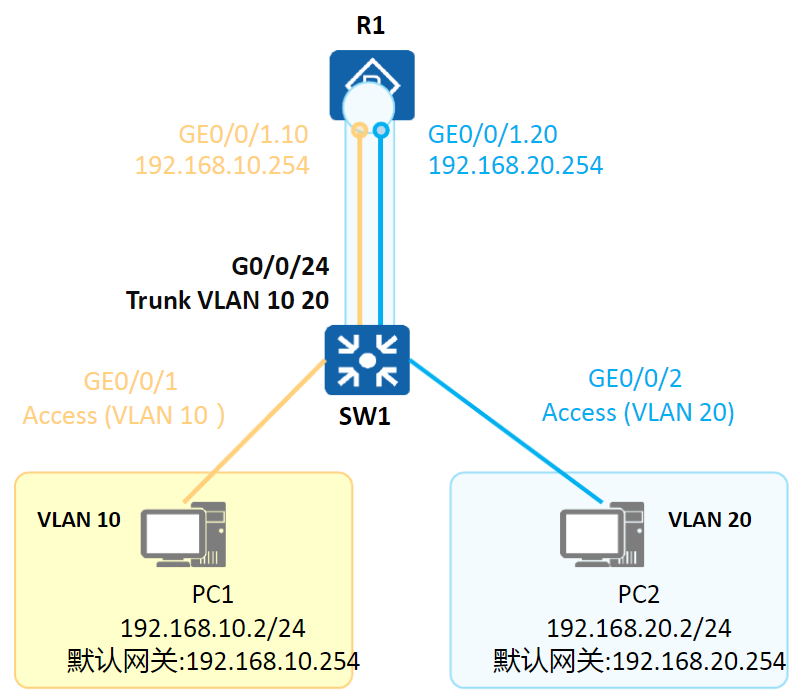 R1
GE0/0/1.10
192.168.10.254
GE0/0/1.20
192.168.20.254
G0/0/24
Trunk VLAN 10 20
GE0/0/1
Access (VLAN 10 )
GE0/0/2
Access (VLAN 20)
SW1
VLAN 10
PC1
192.168.10.2/24
默认网关:192.168.10.254
VLAN 20
PC2
192.168.20.2/24
默认网关:192.168.20.254